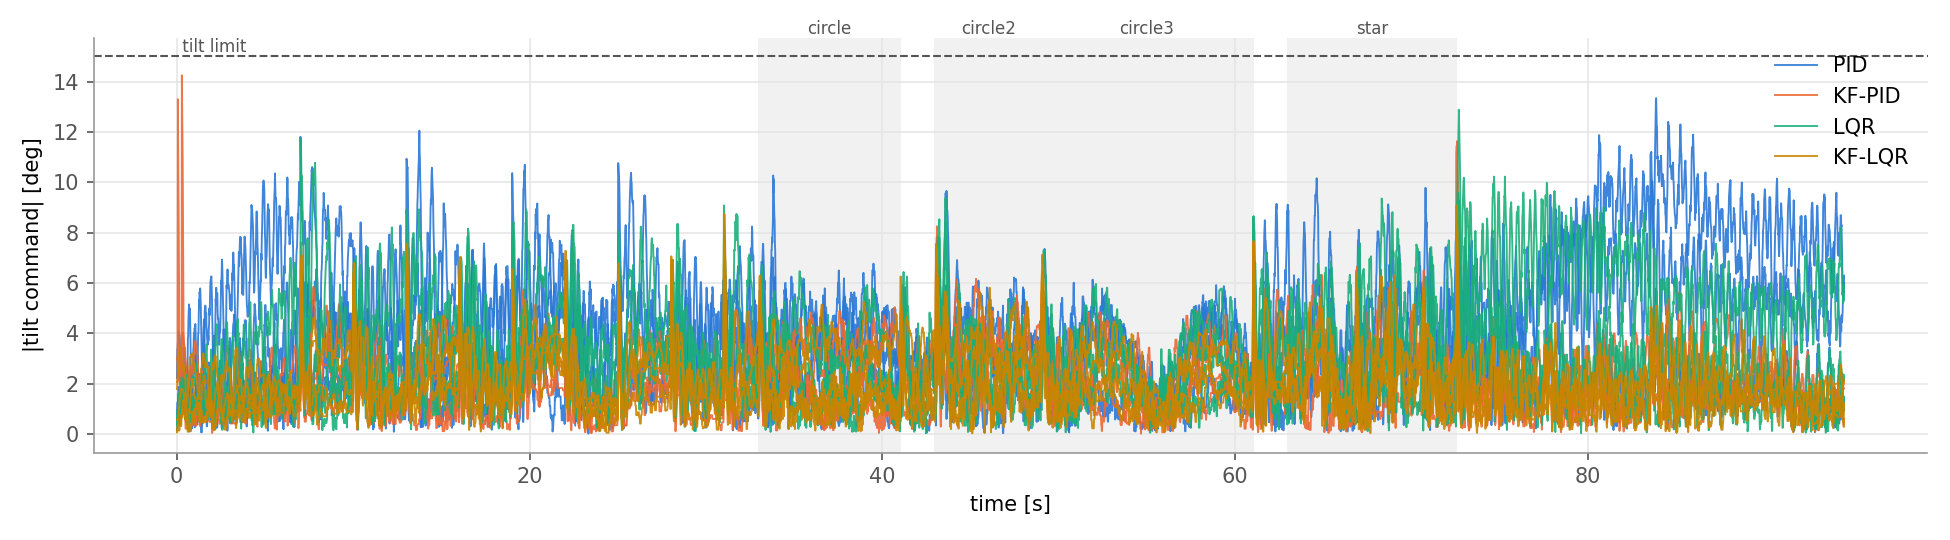 circle circle2 circle3 star
tilt limit
PID
KF-PID
LQR
KF-LQR
|tilt command| [deg]
14
12
10
8
6
4
2
0
0 20 40 60 80
time [s]